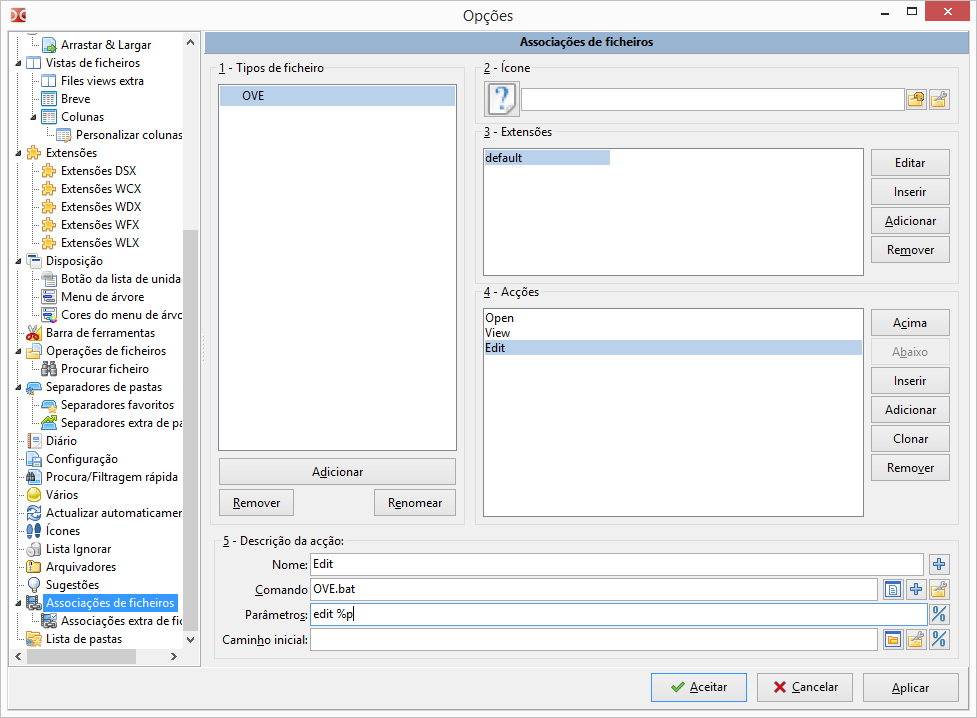 Opções
Arrastar & Largar
Vistas de ficheiros
Files views extra
Breve
Colunas
Personalizar colunas
Extensões
Extensões DSX
Extensões WCX
Extensões WDX
Extensões WFX
Extensões WLX
Disposição
Botão da lista de unida
Menu de árvore
Cores do menu de árvo
Barra de ferramentas
Operações de ficheiros
Procurar ficheiro
Separadores de pastas
Separadores favoritos
Separadores extra de pa
Diário
Configuração
Procura/Filtragem rápida
Vários
Actualizar automaticamer
Ícones
Lista Ignorar
Arquivadores
Sugestões
Associações de ficheiros
Associações extra de fic
Lista de pastas
Associações de ficheiros
1 - Tipos de ficheiro
OVE
Adicionar
Remover
Renomear
2 - Ícone
3 - Extensões
default
Editar
Inserir
Adicionar
Remover
4 - Acções
Open
View
Edit
Acima
Abaixo
Inserir
Adicionar
Clonar
Remover
5 - Descrição da acção:
Nome: Edit
Comando OVE.bat
Parâmetros: edit %p
Caminho inicial:
Aceitar
Cancelar
Aplicar